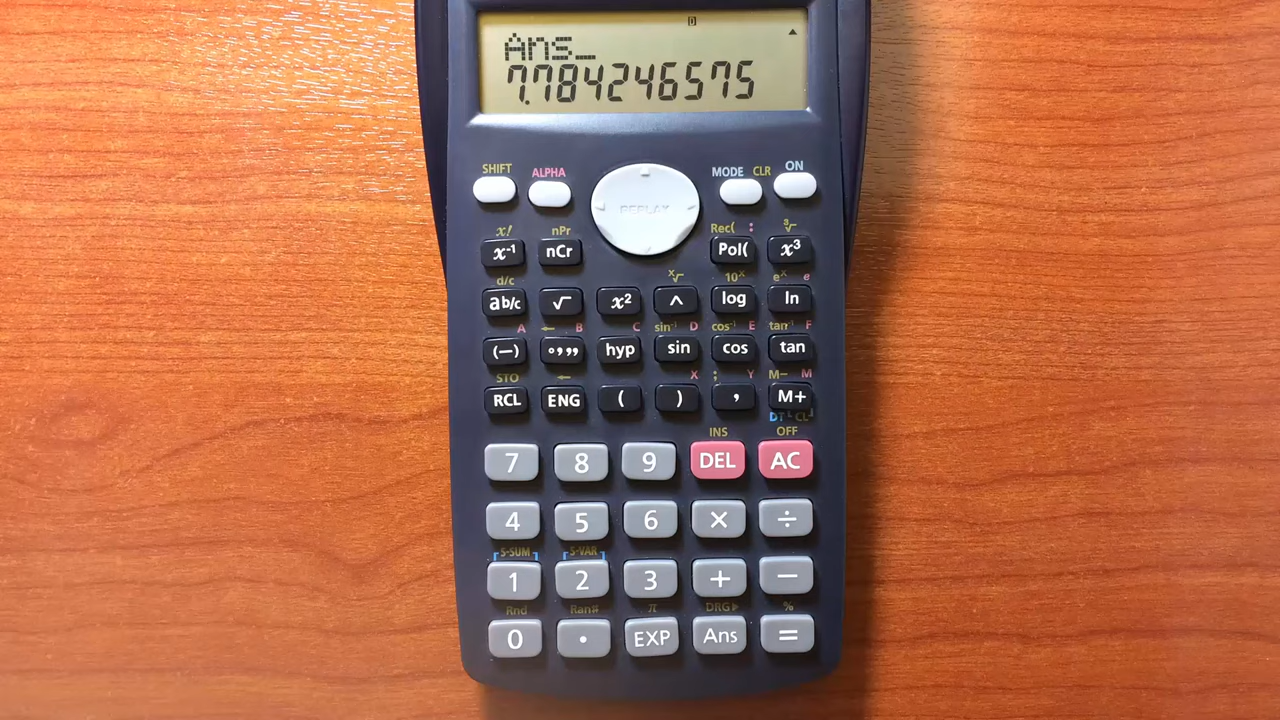 D
Ans_
7.784246575
SHIFT ALPHA MODE CLR ON
REPLAY
x! nPr Rec( : ³√
x⁻¹ nCr Pol( x³
d/c ˣ√ 10ˣ eˣ e
ab/c √ x² ^ log ln
A ← B C sin⁻¹ D cos⁻¹ E tan⁻¹ F
(−) °,,, hyp sin cos tan
STO ← X ; Y M− M
RCL ENG ( ) , M+
DT CL
INS OFF
7 8 9 DEL AC
4 5 6 × ÷
S-SUM S-VAR
1 2 3 + −
Rnd Ran# π DRG▶ %
0 · EXP Ans =